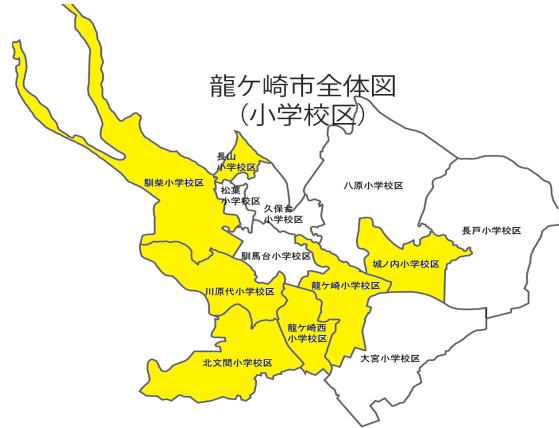 龍ケ崎市全体図
（小学校区）
長山
小学校区
馴柴小学校区
松葉
小学校区
八原小学校区
久保台
小学校区
長戸小学校区
馴馬台小学校区
城ノ内小学校区
川原代小学校区
龍ケ崎小学校区
龍ケ崎西
小学校区
北文間小学校区
大宮小学校区